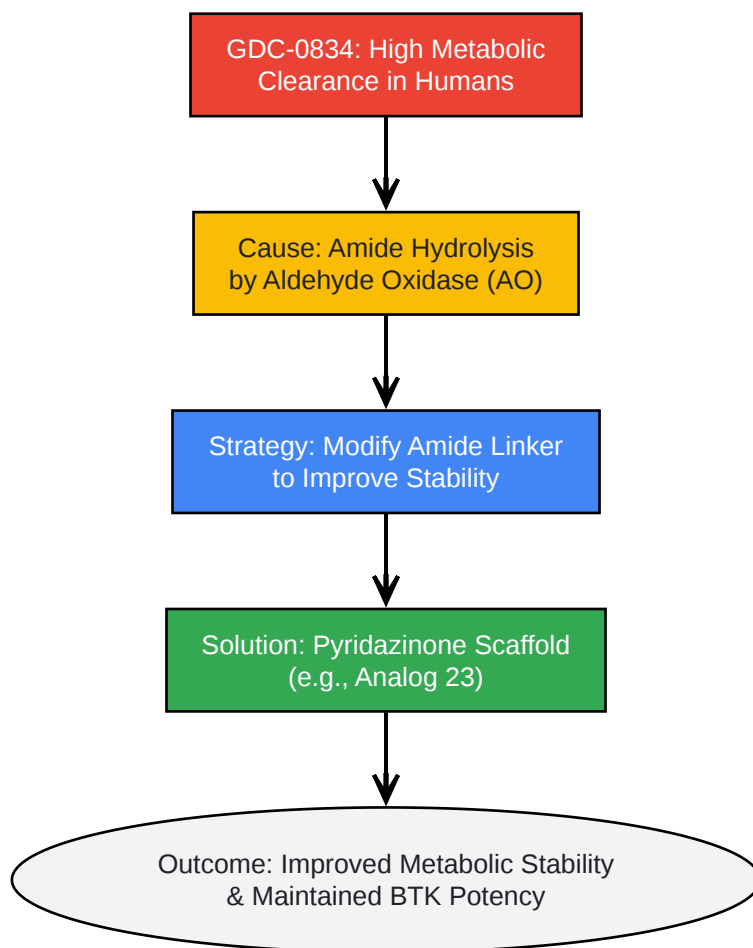 GDC-0834: High Metabolic
Clearance in Humans
Cause: Amide Hydrolysis
by Aldehyde Oxidase (AO)
Strategy: Modify Amide Linker
to Improve Stability
Solution: Pyridazinone Scaffold
(e.g., Analog 23)
Outcome: Improved Metabolic Stability
& Maintained BTK Potency